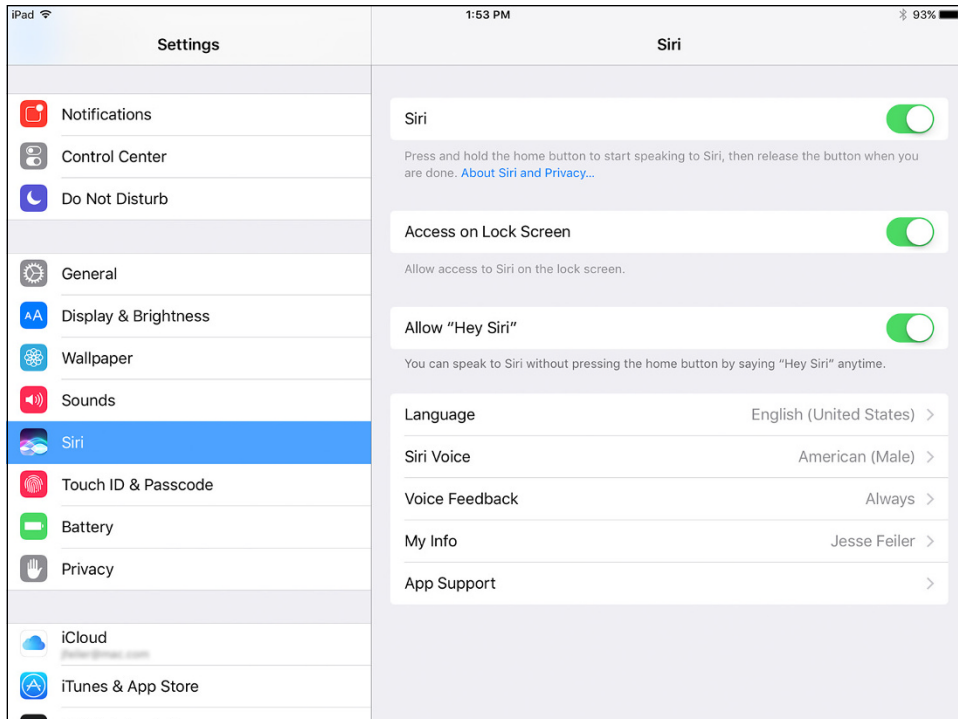 iPad
1:53 PM
93%
Settings
Siri
Notifications
Control Center
Do Not Disturb
General
AA
Display & Brightness
Wallpaper
Sounds
Siri
Touch ID & Passcode
Battery
Privacy
iCloud
iTunes & App Store
Siri
Press and hold the home button to start speaking to Siri, then release the button when you
are done. About Siri and Privacy...
Access on Lock Screen
Allow access to Siri on the lock screen.
Allow “Hey Siri”
You can speak to Siri without pressing the home button by saying “Hey Siri” anytime.
Language English (United States)
Siri Voice American (Male)
Voice Feedback Always
My Info Jesse Feiler
App Support